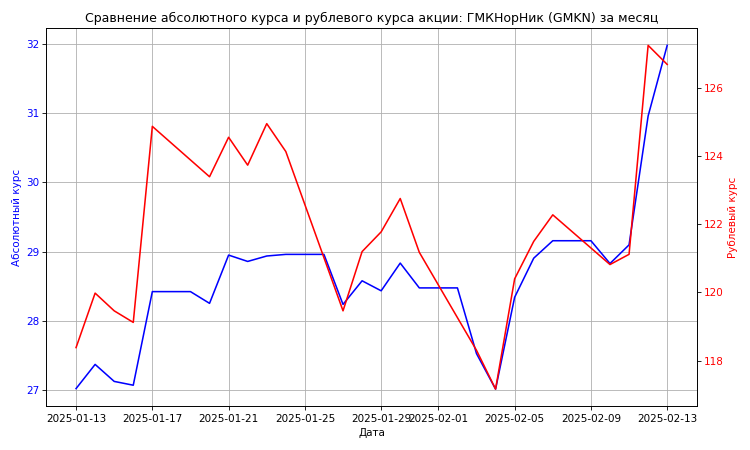 Сравнение абсолютного курса и рублевого курса акции: ГМКНорНик (GMKN) за месяц
Абсолютный курс
32
31
30
29
28
27
126
124
122
120
118
Рублевый курс
2025-01-13 2025-01-17 2025-01-21 2025-01-25 2025-01-29 2025-02-01 2025-02-05 2025-02-09 2025-02-13
Дата